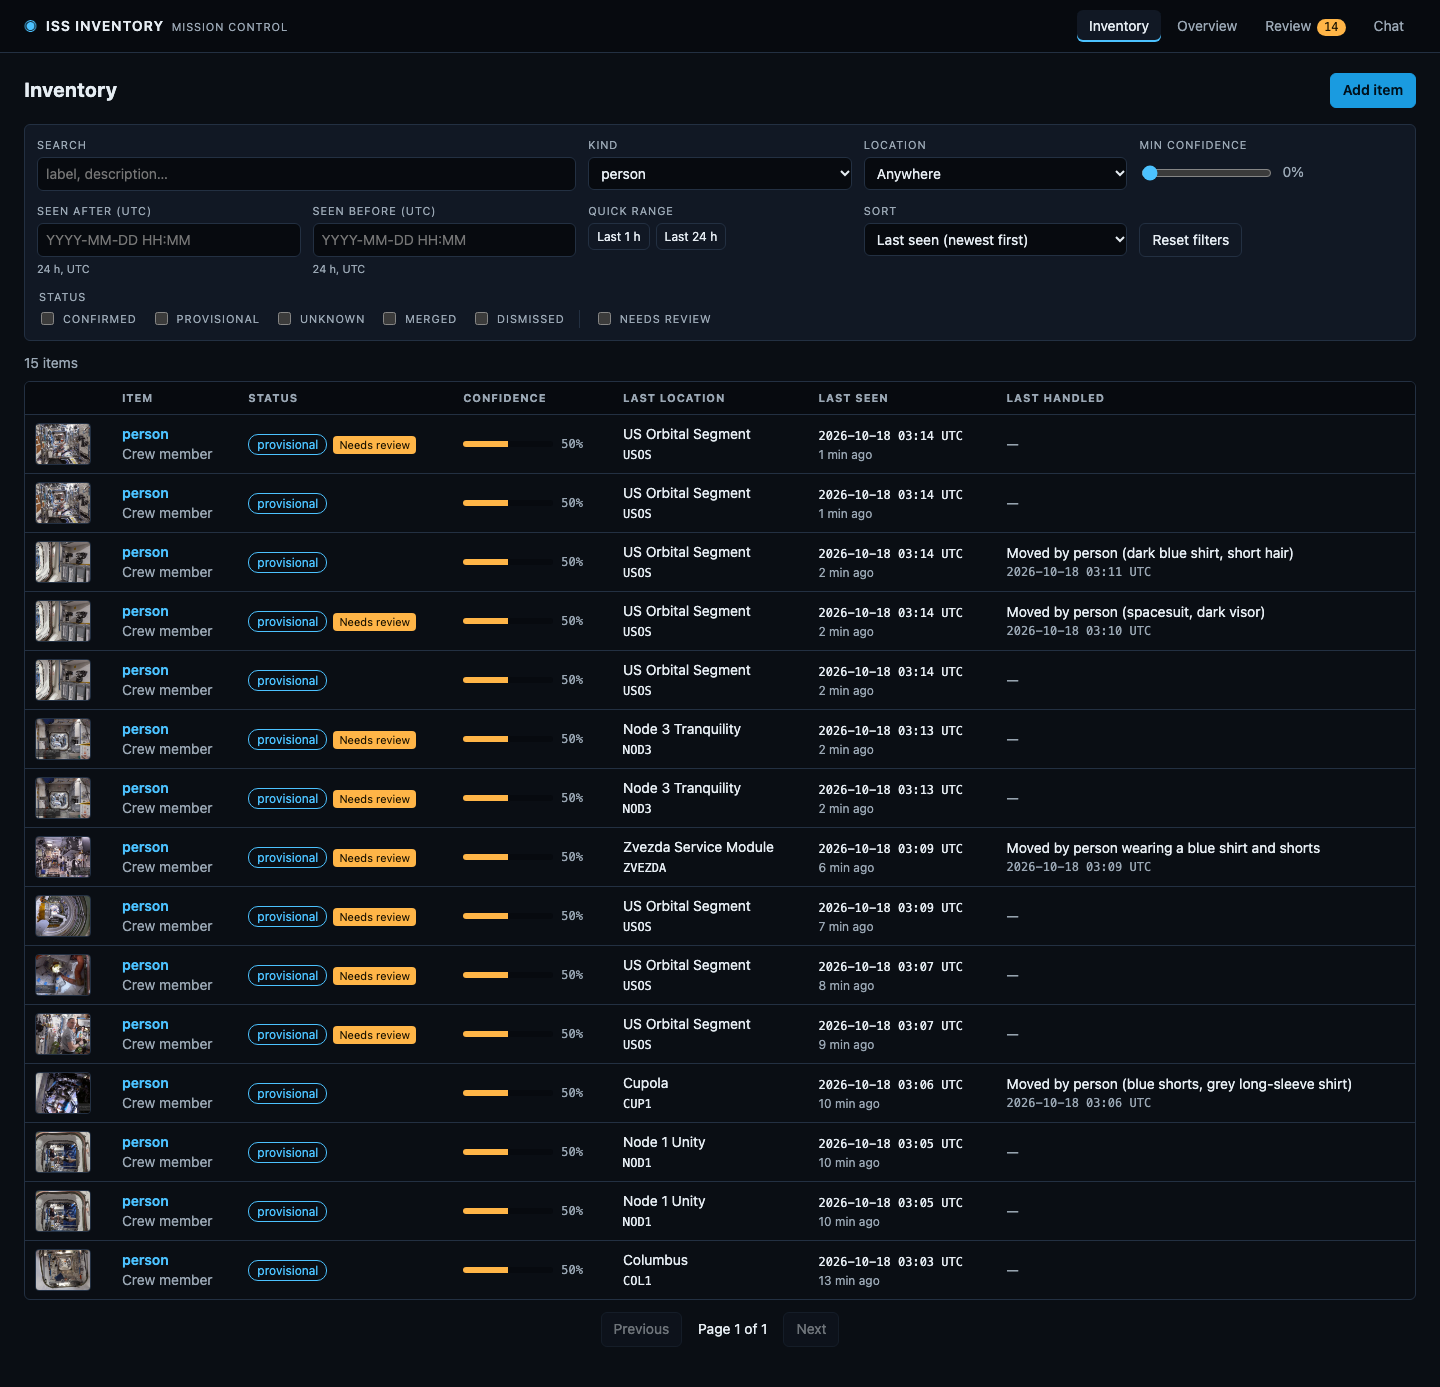 ISS INVENTORY MISSION CONTROL
Inventory Overview Review 14 Chat
Inventory
Add item
SEARCH KIND LOCATION MIN CONFIDENCE
label, description... person Anywhere 0%
SEEN AFTER (UTC) SEEN BEFORE (UTC) QUICK RANGE SORT
YYYY-MM-DD HH:MM YYYY-MM-DD HH:MM Last 1 h Last 24 h Last seen (newest first) Reset filters
24 h, UTC 24 h, UTC
STATUS
CONFIRMED PROVISIONAL UNKNOWN MERGED DISMISSED NEEDS REVIEW
15 items
ITEM STATUS CONFIDENCE LAST LOCATION LAST SEEN LAST HANDLED
person provisional Needs review 50% US Orbital Segment 2026-10-18 03:14 UTC —
Crew member USOS 1 min ago
person provisional 50% US Orbital Segment 2026-10-18 03:14 UTC —
Crew member USOS 1 min ago
person provisional 50% US Orbital Segment 2026-10-18 03:14 UTC Moved by person (dark blue shirt, short hair)
Crew member USOS 2 min ago 2026-10-18 03:11 UTC
person provisional Needs review 50% US Orbital Segment 2026-10-18 03:14 UTC Moved by person (spacesuit, dark visor)
Crew member USOS 2 min ago 2026-10-18 03:10 UTC
person provisional 50% US Orbital Segment 2026-10-18 03:14 UTC —
Crew member USOS 2 min ago
person provisional Needs review 50% Node 3 Tranquility 2026-10-18 03:13 UTC —
Crew member NOD3 2 min ago
person provisional Needs review 50% Node 3 Tranquility 2026-10-18 03:13 UTC —
Crew member NOD3 2 min ago
person provisional Needs review 50% Zvezda Service Module 2026-10-18 03:09 UTC Moved by person wearing a blue shirt and shorts
Crew member ZVEZDA 6 min ago 2026-10-18 03:09 UTC
person provisional Needs review 50% US Orbital Segment 2026-10-18 03:09 UTC —
Crew member USOS 7 min ago
person provisional Needs review 50% US Orbital Segment 2026-10-18 03:07 UTC —
Crew member USOS 8 min ago
person provisional Needs review 50% US Orbital Segment 2026-10-18 03:07 UTC —
Crew member USOS 9 min ago
person provisional 50% Cupola 2026-10-18 03:06 UTC Moved by person (blue shorts, grey long-sleeve shirt)
Crew member CUP1 10 min ago 2026-10-18 03:06 UTC
person provisional 50% Node 1 Unity 2026-10-18 03:05 UTC —
Crew member NOD1 10 min ago
person provisional 50% Node 1 Unity 2026-10-18 03:05 UTC —
Crew member NOD1 10 min ago
person provisional 50% Columbus 2026-10-18 03:03 UTC —
Crew member COL1 13 min ago
Previous Page 1 of 1 Next